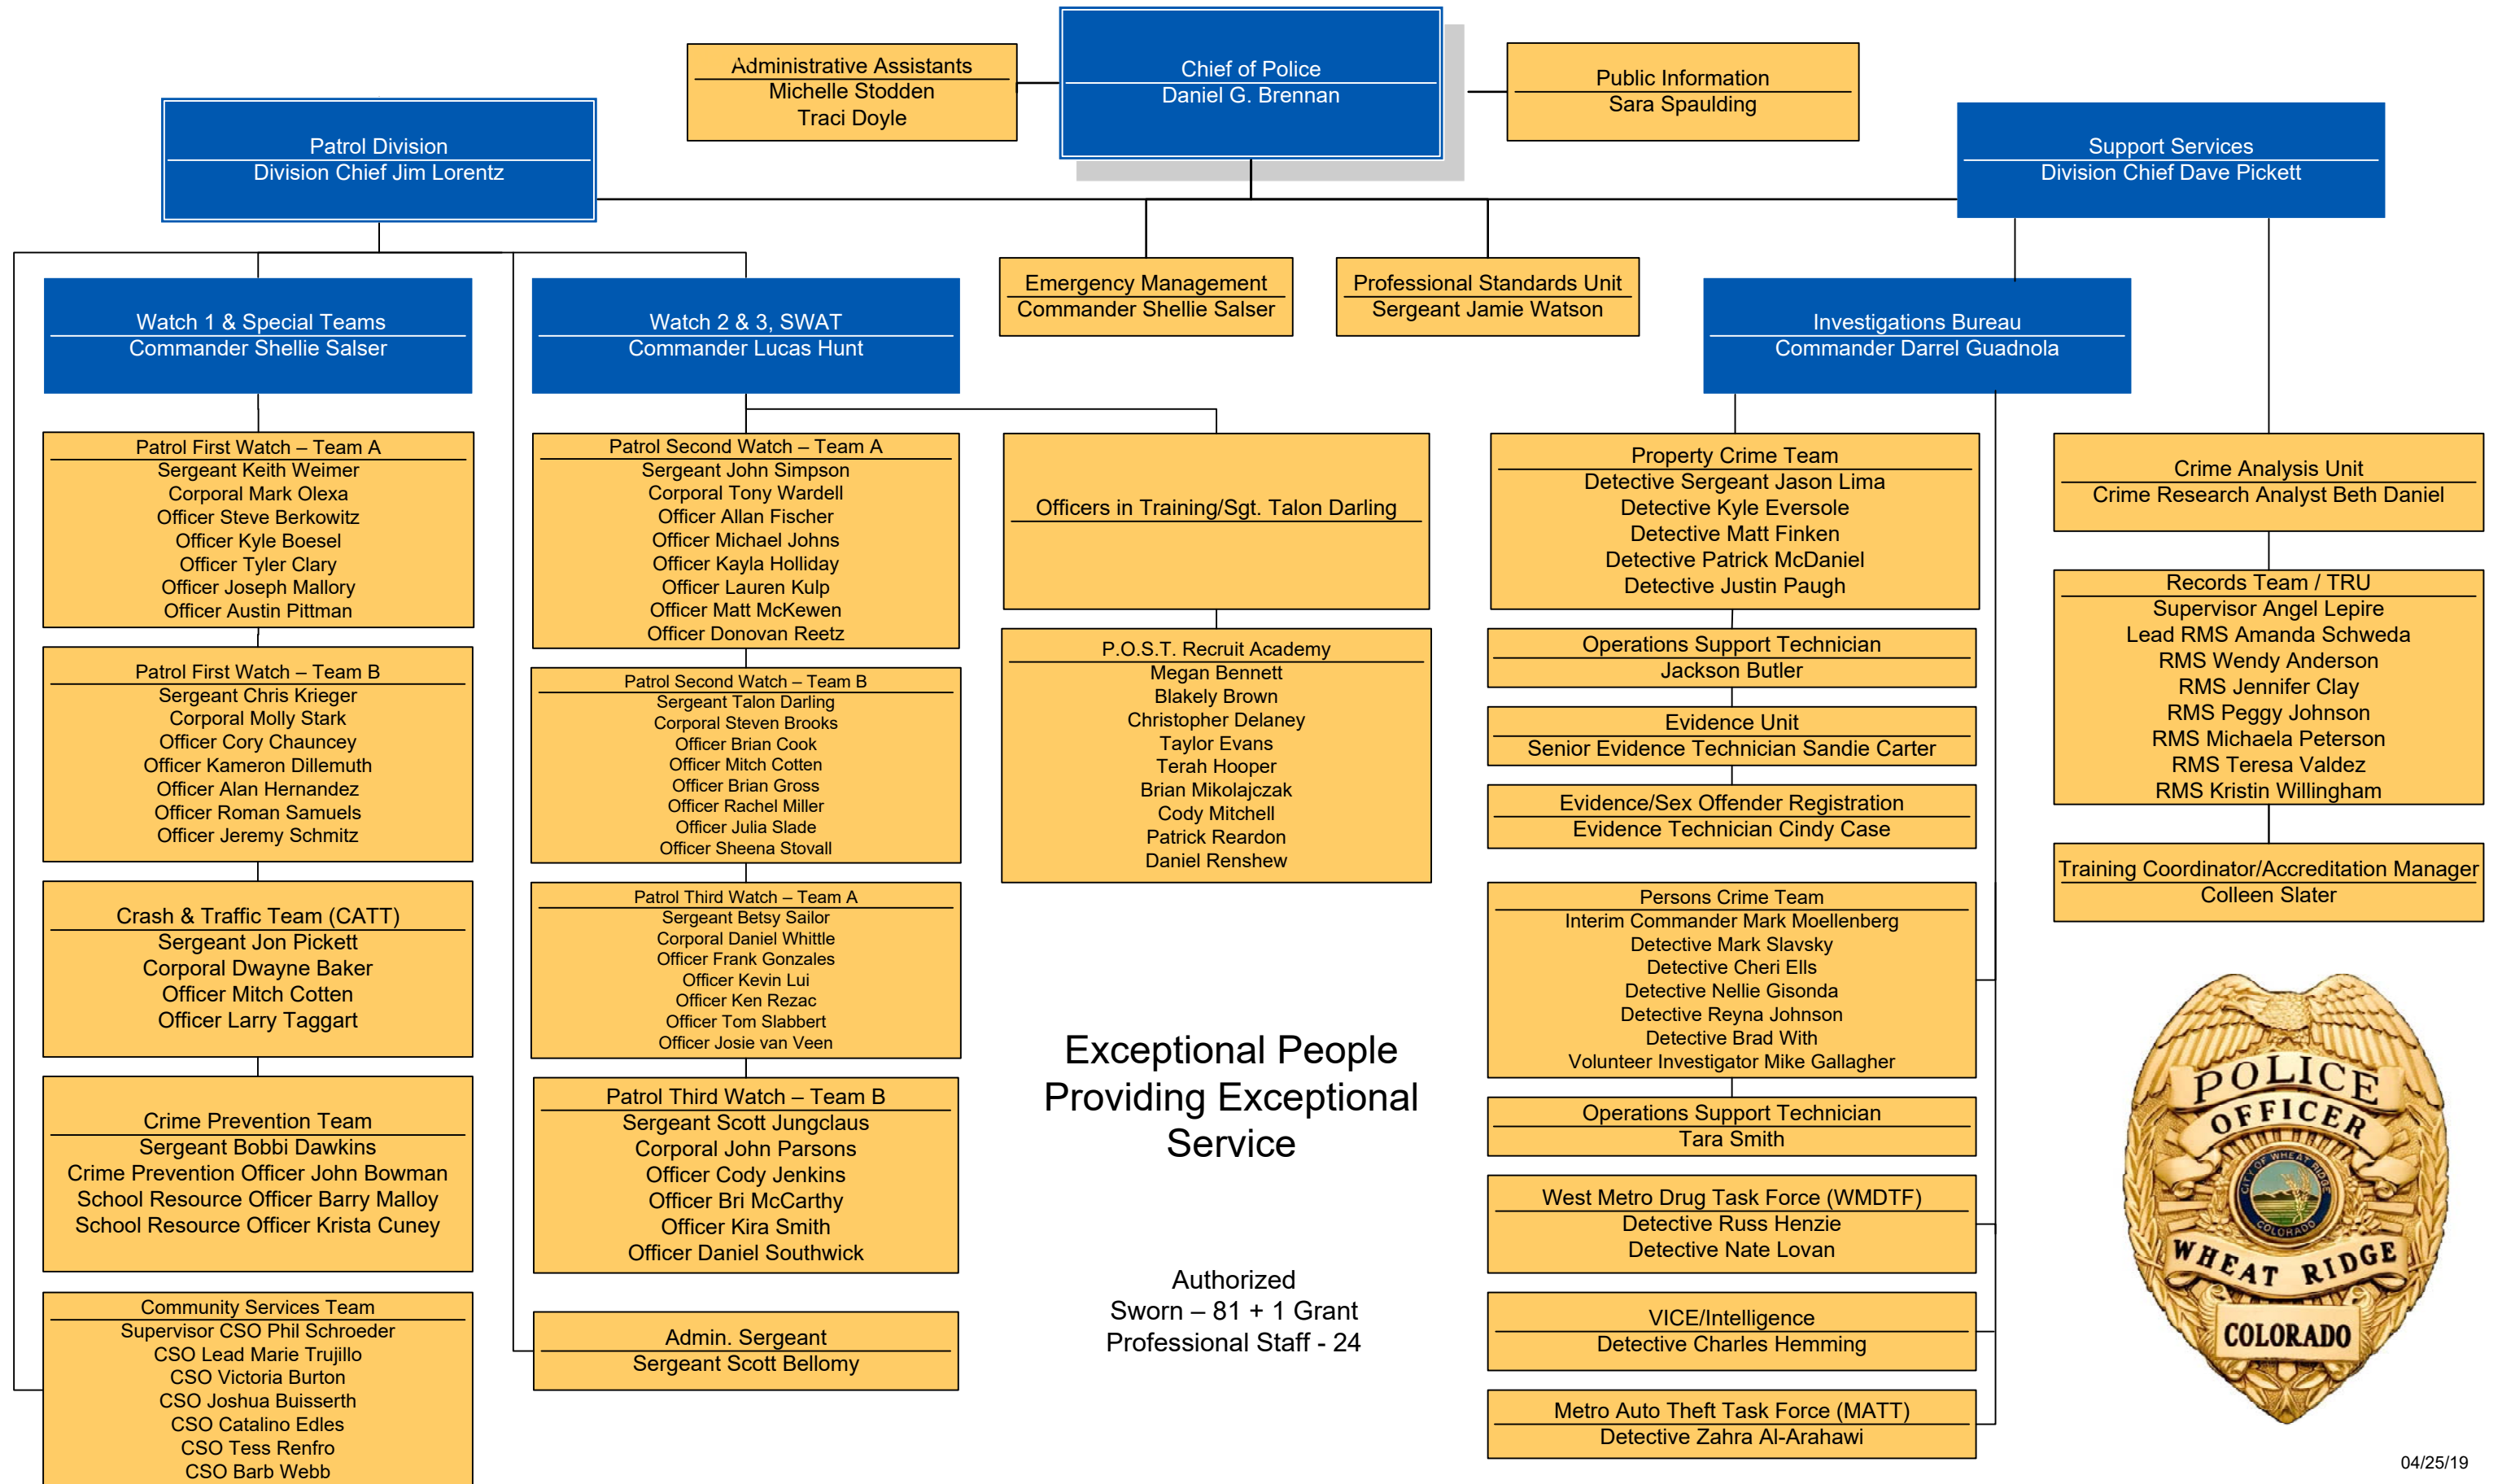 Administrative Assistants
Michelle Stodden
Traci Doyle
Chief of Police
Daniel G. Brennan
Public Information
Sara Spaulding
Patrol Division
Division Chief Jim Lorentz
Support Services
Division Chief Dave Pickett
Emergency Management
Commander Shellie Salser
Professional Standards Unit
Sergeant Jamie Watson
Watch 1 & Special Teams
Commander Shellie Salser
Watch 2 & 3, SWAT
Commander Lucas Hunt
Investigations Bureau
Commander Darrel Guadnola
Patrol First Watch – Team A
Sergeant Keith Weimer
Corporal Mark Olexa
Officer Steve Berkowitz
Officer Kyle Boesel
Officer Tyler Clary
Officer Joseph Mallory
Officer Austin Pittman
Patrol First Watch – Team B
Sergeant Chris Krieger
Corporal Molly Stark
Officer Cory Chauncey
Officer Kameron Dillemuth
Officer Alan Hernandez
Officer Roman Samuels
Officer Jeremy Schmitz
Crash & Traffic Team (CATT)
Sergeant Jon Pickett
Corporal Dwayne Baker
Officer Mitch Cotten
Officer Larry Taggart
Crime Prevention Team
Sergeant Bobbi Dawkins
Crime Prevention Officer John Bowman
School Resource Officer Barry Malloy
School Resource Officer Krista Cuney
Community Services Team
Supervisor CSO Phil Schroeder
CSO Lead Marie Trujillo
CSO Victoria Burton
CSO Joshua Buisserth
CSO Catalino Edles
CSO Tess Renfro
CSO Barb Webb
Patrol Second Watch – Team A
Sergeant John Simpson
Corporal Tony Wardell
Officer Allan Fischer
Officer Michael Johns
Officer Kayla Holliday
Officer Lauren Kulp
Officer Matt McKewen
Officer Donovan Reetz
Patrol Second Watch – Team B
Sergeant Talon Darling
Corporal Steven Brooks
Officer Brian Cook
Officer Mitch Cotten
Officer Brian Gross
Officer Rachel Miller
Officer Julia Slade
Officer Sheena Stovall
Patrol Third Watch – Team A
Sergeant Betsy Sailor
Corporal Daniel Whittle
Officer Frank Gonzales
Officer Kevin Lui
Officer Ken Rezac
Officer Tom Slabbert
Officer Josie van Veen
Patrol Third Watch – Team B
Sergeant Scott Jungclaus
Corporal John Parsons
Officer Cody Jenkins
Officer Bri McCarthy
Officer Kira Smith
Officer Daniel Southwick
Admin. Sergeant
Sergeant Scott Bellomy
Officers in Training/Sgt. Talon Darling
P.O.S.T. Recruit Academy
Megan Bennett
Blakely Brown
Christopher Delaney
Taylor Evans
Terah Hooper
Brian Mikolajczak
Cody Mitchell
Patrick Reardon
Daniel Renshew
Exceptional People
Providing Exceptional
Service
Authorized
Sworn – 81 + 1 Grant
Professional Staff - 24
Property Crime Team
Detective Sergeant Jason Lima
Detective Kyle Eversole
Detective Matt Finken
Detective Patrick McDaniel
Detective Justin Paugh
Operations Support Technician
Jackson Butler
Evidence Unit
Senior Evidence Technician Sandie Carter
Evidence/Sex Offender Registration
Evidence Technician Cindy Case
Persons Crime Team
Interim Commander Mark Moellenberg
Detective Mark Slavsky
Detective Cheri Ells
Detective Nellie Gisonda
Detective Reyna Johnson
Detective Brad With
Volunteer Investigator Mike Gallagher
Operations Support Technician
Tara Smith
West Metro Drug Task Force (WMDTF)
Detective Russ Henzie
Detective Nate Lovan
VICE/Intelligence
Detective Charles Hemming
Metro Auto Theft Task Force (MATT)
Detective Zahra Al-Arahawi
Crime Analysis Unit
Crime Research Analyst Beth Daniel
Records Team / TRU
Supervisor Angel Lepire
Lead RMS Amanda Schweda
RMS Wendy Anderson
RMS Jennifer Clay
RMS Peggy Johnson
RMS Michaela Peterson
RMS Teresa Valdez
RMS Kristin Willingham
Training Coordinator/Accreditation Manager
Colleen Slater
POLICE
OFFICER
CITY OF WHEAT RIDGE
COLORADO
WHEAT RIDGE
COLORADO
04/25/19